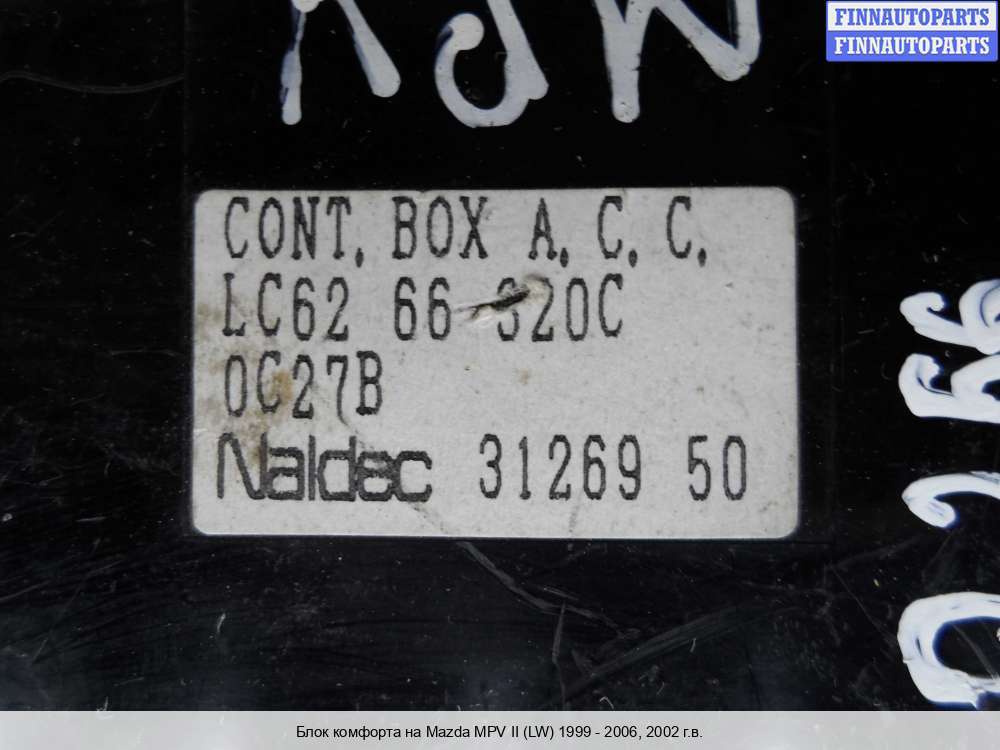 FINNAUTOPARTS
FINNAUTOPARTS
CONT. BOX A. C. C.
LC62 66 320C
0C27B
Naldec 31269 50
Блок комфорта на Mazda MPV II (LW) 1999 - 2006, 2002 г.в.